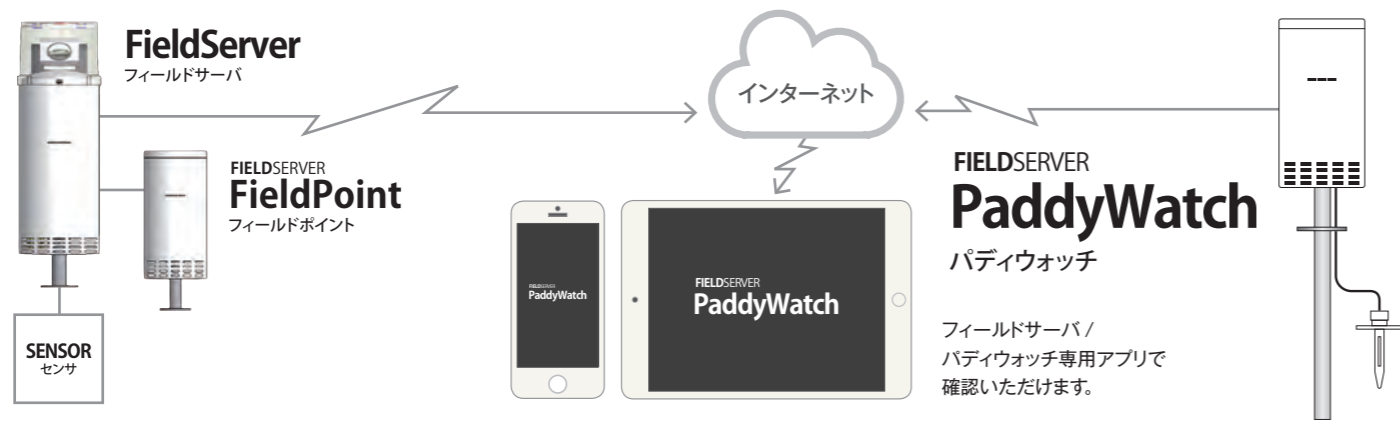 FieldServer
フィールドサーバ
FIELDSERVER
FieldPoint
フィールドポイント
SENSOR
センサ
インターネット
FIELDSERVER
PaddyWatch
FIELDSERVER
PaddyWatch
FIELDSERVER
PaddyWatch
パディウォッチ
フィールドサーバ /
パディウォッチ専用アプリで
確認いただけます。